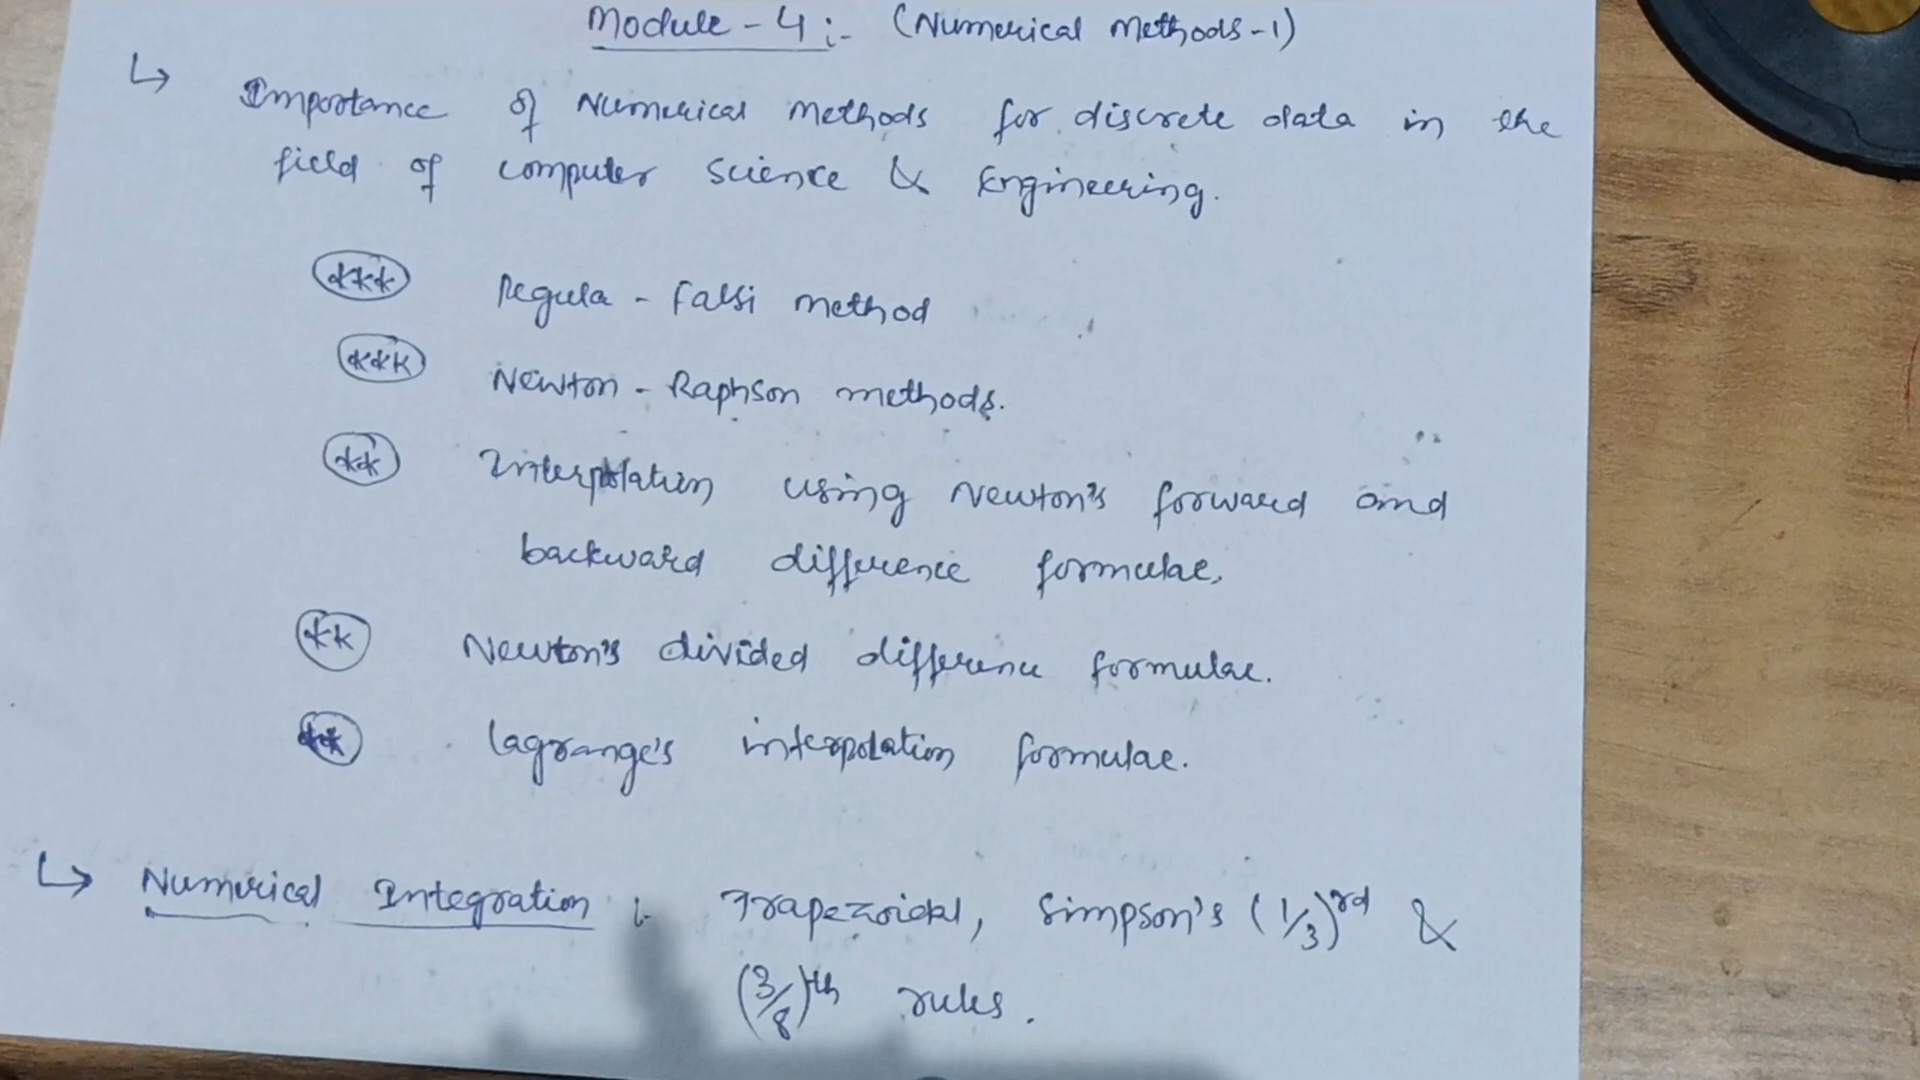 Module - 4 :- (Numerical Methods-1)
↳ Importance of Numerical Methods for discrete data in the
field of computer science & Engineering.
*** Regula - Falsi method
*** Newton - Raphson methods.
** Interpolation using Newton's forward and
backward difference formulae.
** Newton's divided difference formulae.
** Lagrange's interpolation formulae.
↳ Numerical Integration :- Trapezoidal, Simpson's (1/3)rd &
(3/8)th rules.